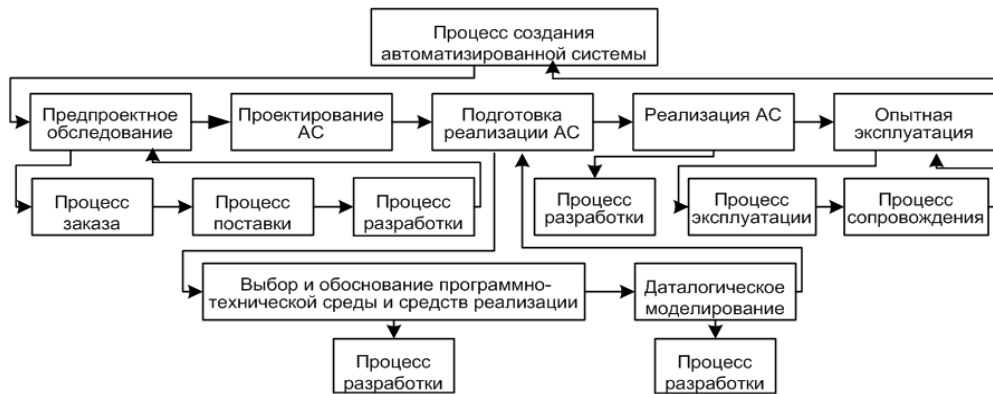 Процесс создания
автоматизированной системы
Предпроектное
обследование
Проектирование
АС
Подготовка
реализации АС
Реализация АС
Опытная
эксплуатация
Процесс
заказа
Процесс
поставки
Процесс
разработки
Процесс
разработки
Процесс
эксплуатации
Процесс
сопровождения
Выбор и обоснование программно-
технической среды и средств реализации
Даталогическое
моделирование
Процесс
разработки
Процесс
разработки